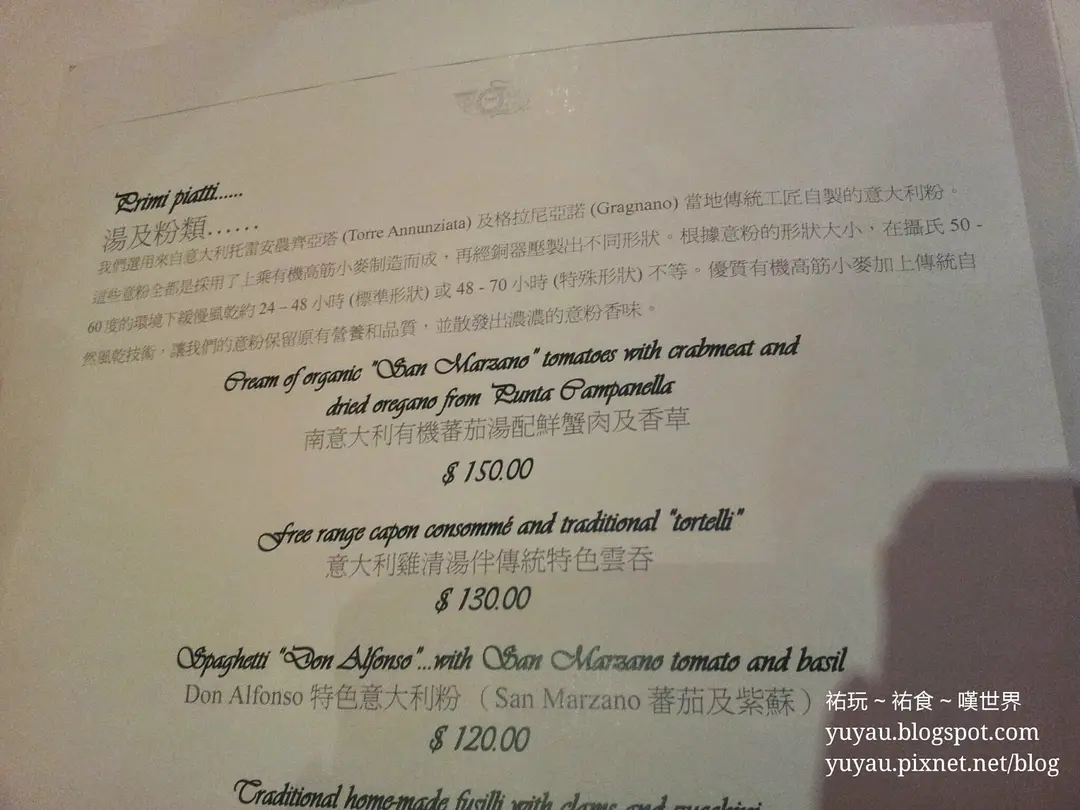 Primi piatti......
湯及粉類......
我們選用來自意大利托雷安農齊亞塔 (Torre Annunziata) 及格拉尼亞諾 (Gragnano) 當地傳統工匠自製的意大利粉。
這些意粉全都是採用了上乘有機高筋小麥制造而成，再經銅器壓製出不同形狀。根據意粉的形狀大小，在攝氏 50 -
60 度的環境下緩慢風乾約 24 – 48 小時 (標準形狀) 或 48 - 70 小時 (特殊形狀) 不等。優質有機高筋小麥加上傳統自
然風乾技術，讓我們的意粉保留原有營養和品質，並散發出濃濃的意粉香味。
Cream of organic "San Marzano" tomatoes with crabmeat and
dried oregano from Punta Campanella
南意大利有機蕃茄湯配鮮蟹肉及香草
$ 150.00
Free range capon consommé and traditional "tortelli"
意大利雞清湯伴傳統特色雲吞
$ 130.00
Spaghetti "Don Alfonso"...with San Marzano tomato and basil
Don Alfonso 特色意大利粉 （San Marzano 蕃茄及紫蘇）
$ 120.00
Traditional home-made fusilli with clams and zucchini
祐玩 ~ 祐食 ~ 嘆世界
yuyau.blogspot.com
yuyau.pixnet.net/blog